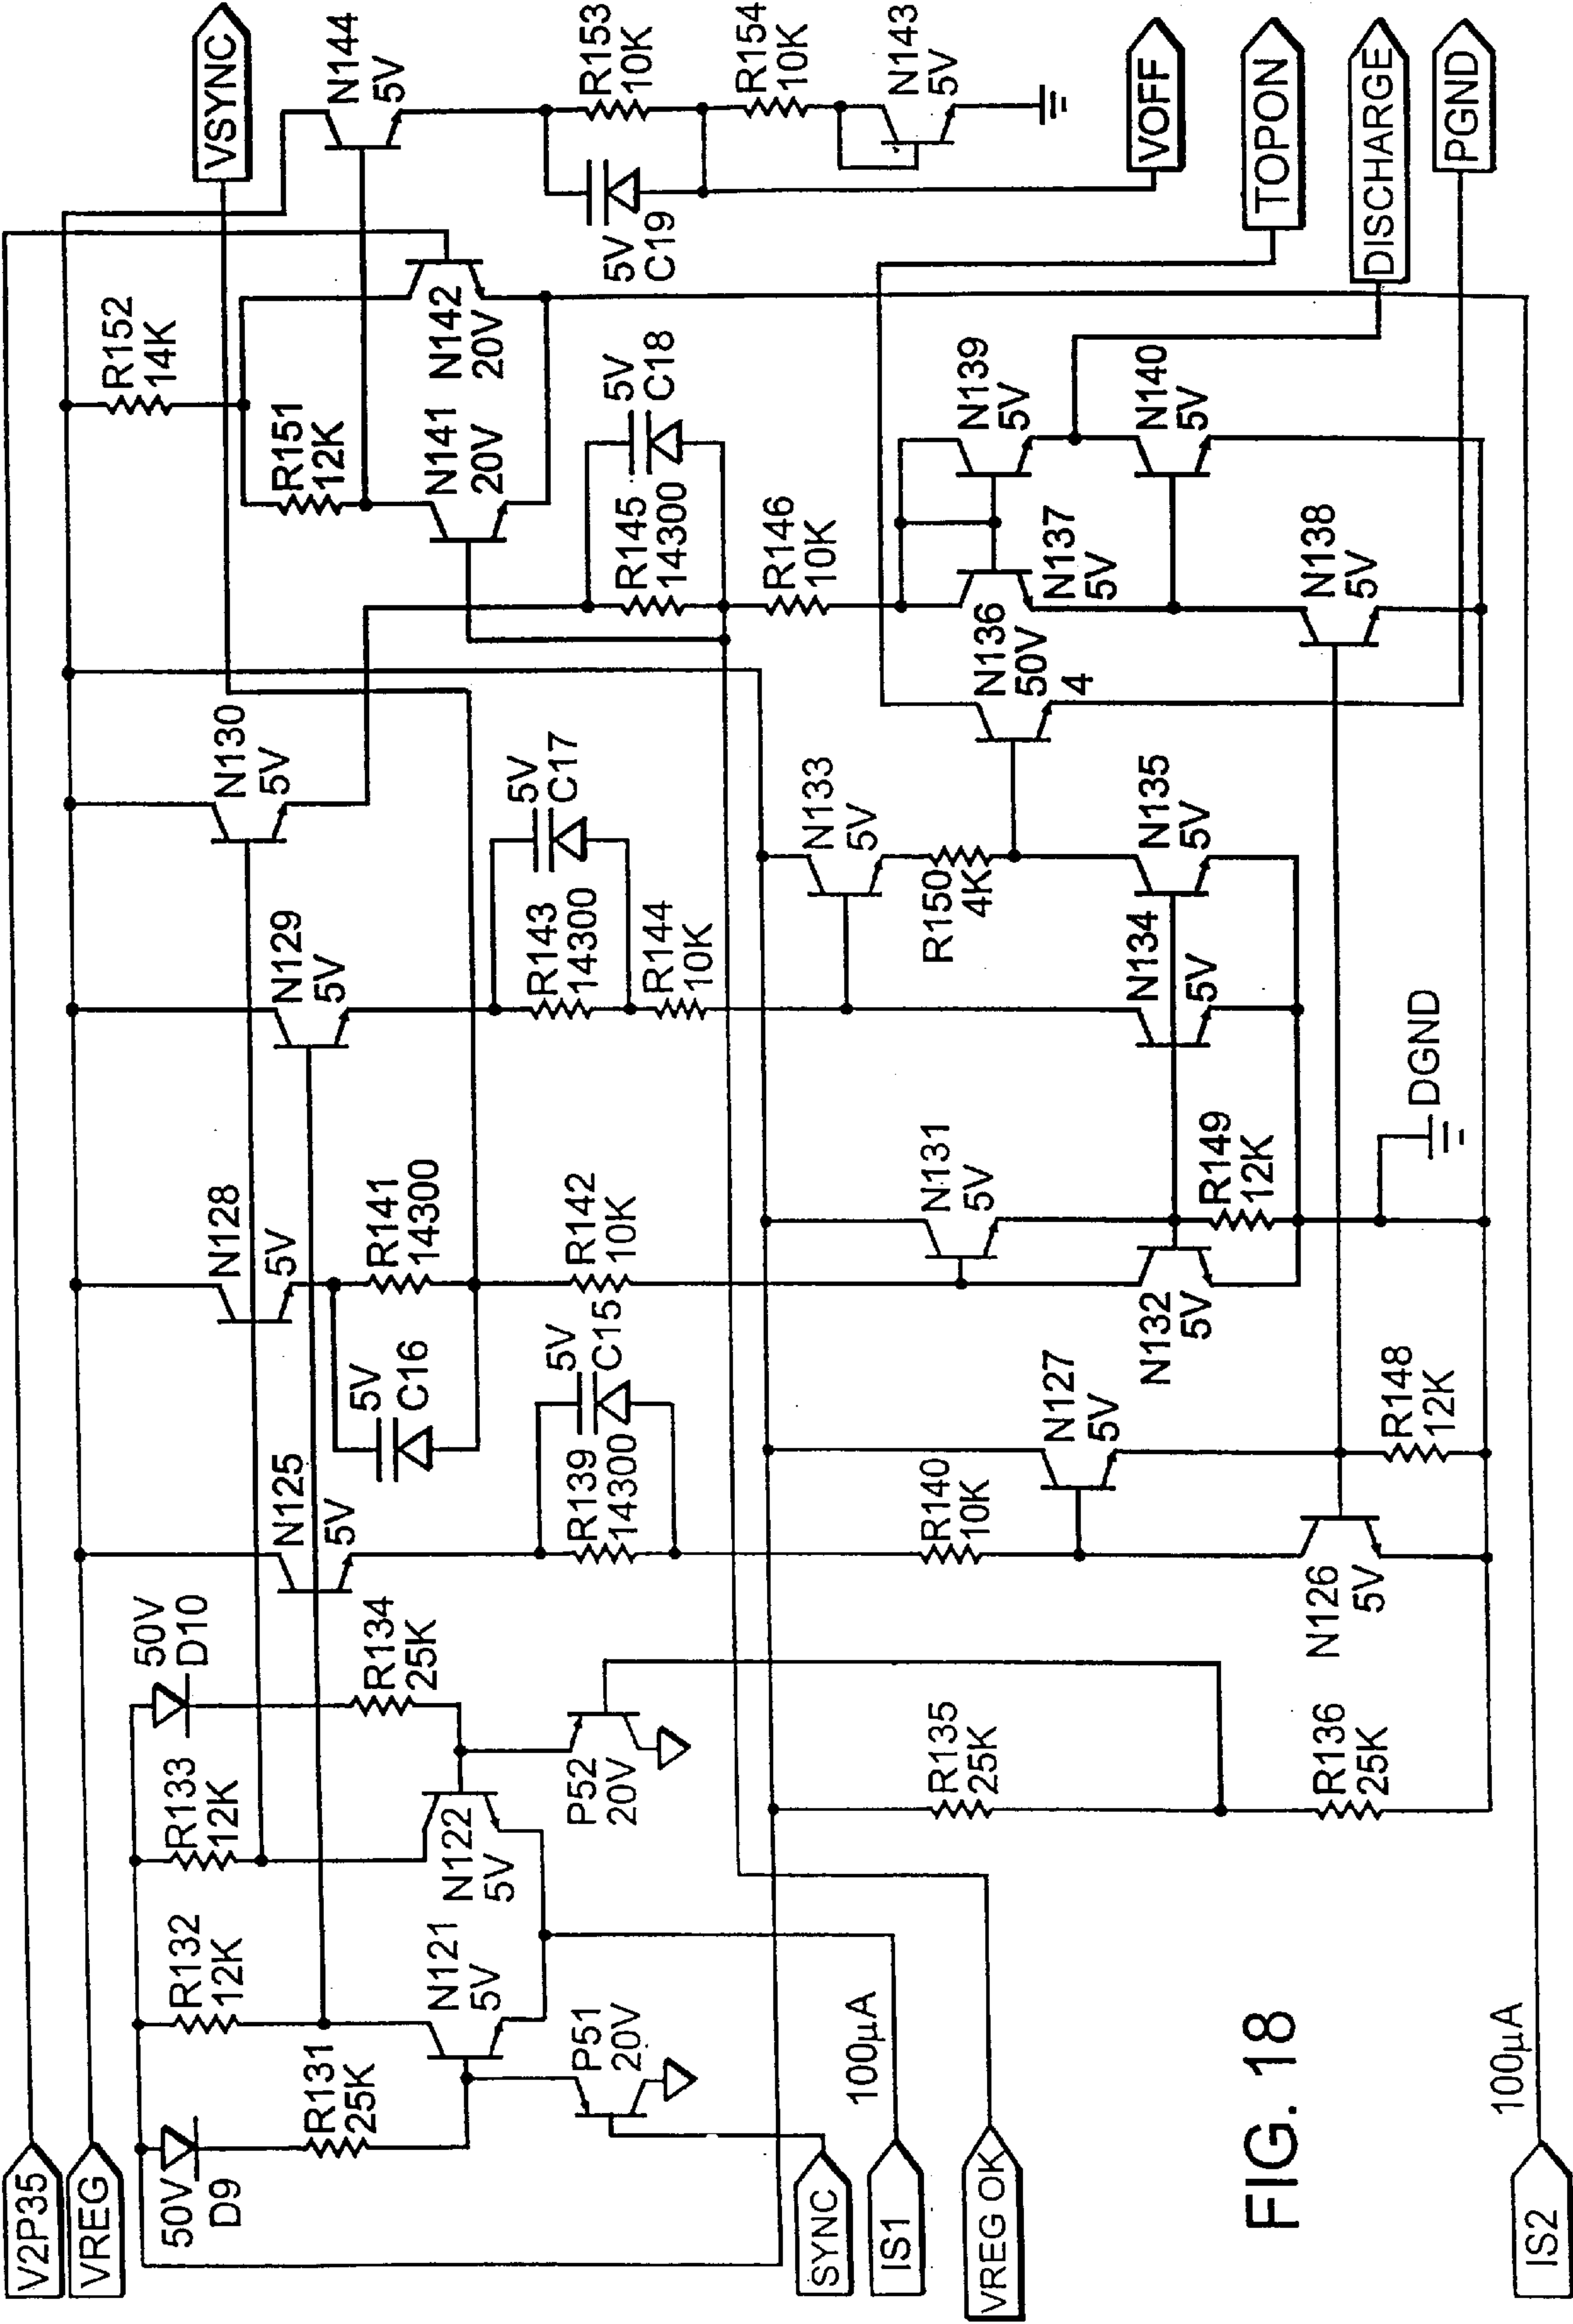 V2P35
VREG
50V
D9
R131
25K
R132
12K
R133
12K
50V
D10
R134
25K
N121
5V
N122
5V
P51
20V
P52
20V
SYNC
100µA
IS1
VREG OK
R135
25K
R136
25K
N125
5V
5V
C16
N128
5V
R141
14300
R139
14300
5V
C15
R142
10K
R140
10K
N127
5V
N126
5V
R148
12K
N131
5V
N132
5V
R149
12K
DGND
N129
5V
N130
5V
R143
14300
5V
C17
R144
10K
N133
5V
R150
4K
N134
5V
N135
5V
N136
50V
4
N137
5V
N138
5V
N139
5V
N140
5V
R145
14300
5V
C18
R146
10K
R151
12K
R152
14K
N141
20V
N142
20V
VSYNC
N144
5V
5V
C19
R153
10K
R154
10K
N143
5V
VOFF
TOPON
DISCHARGE
PGND
100µA
IS2
FIG. 18